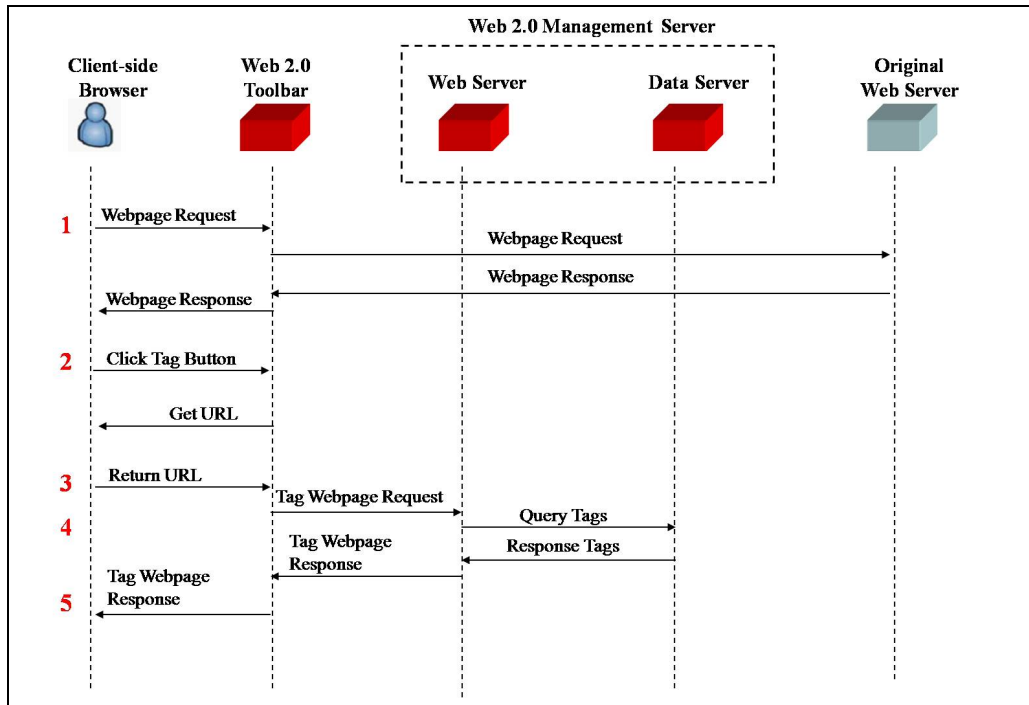 Web 2.0 Management Server
Client-side
Browser
Web 2.0
Toolbar
Web Server
Data Server
Original
Web Server
1
Webpage Request
Webpage Request
Webpage Response
Webpage Response
2
Click Tag Button
Get URL
3
Return URL
Tag Webpage Request
4
Query Tags
Response Tags
Tag Webpage
Response
5
Tag Webpage
Response